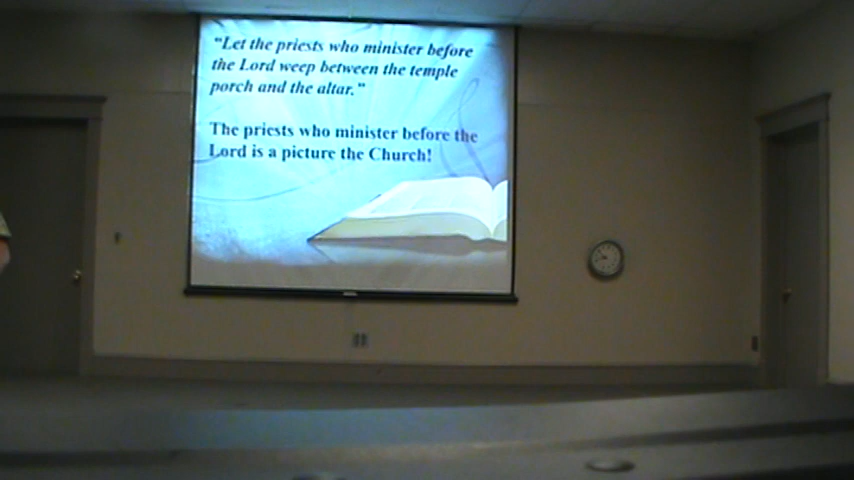 “Let the priests who minister before
the Lord weep between the temple
porch and the altar.”
The priests who minister before the
Lord is a picture the Church!